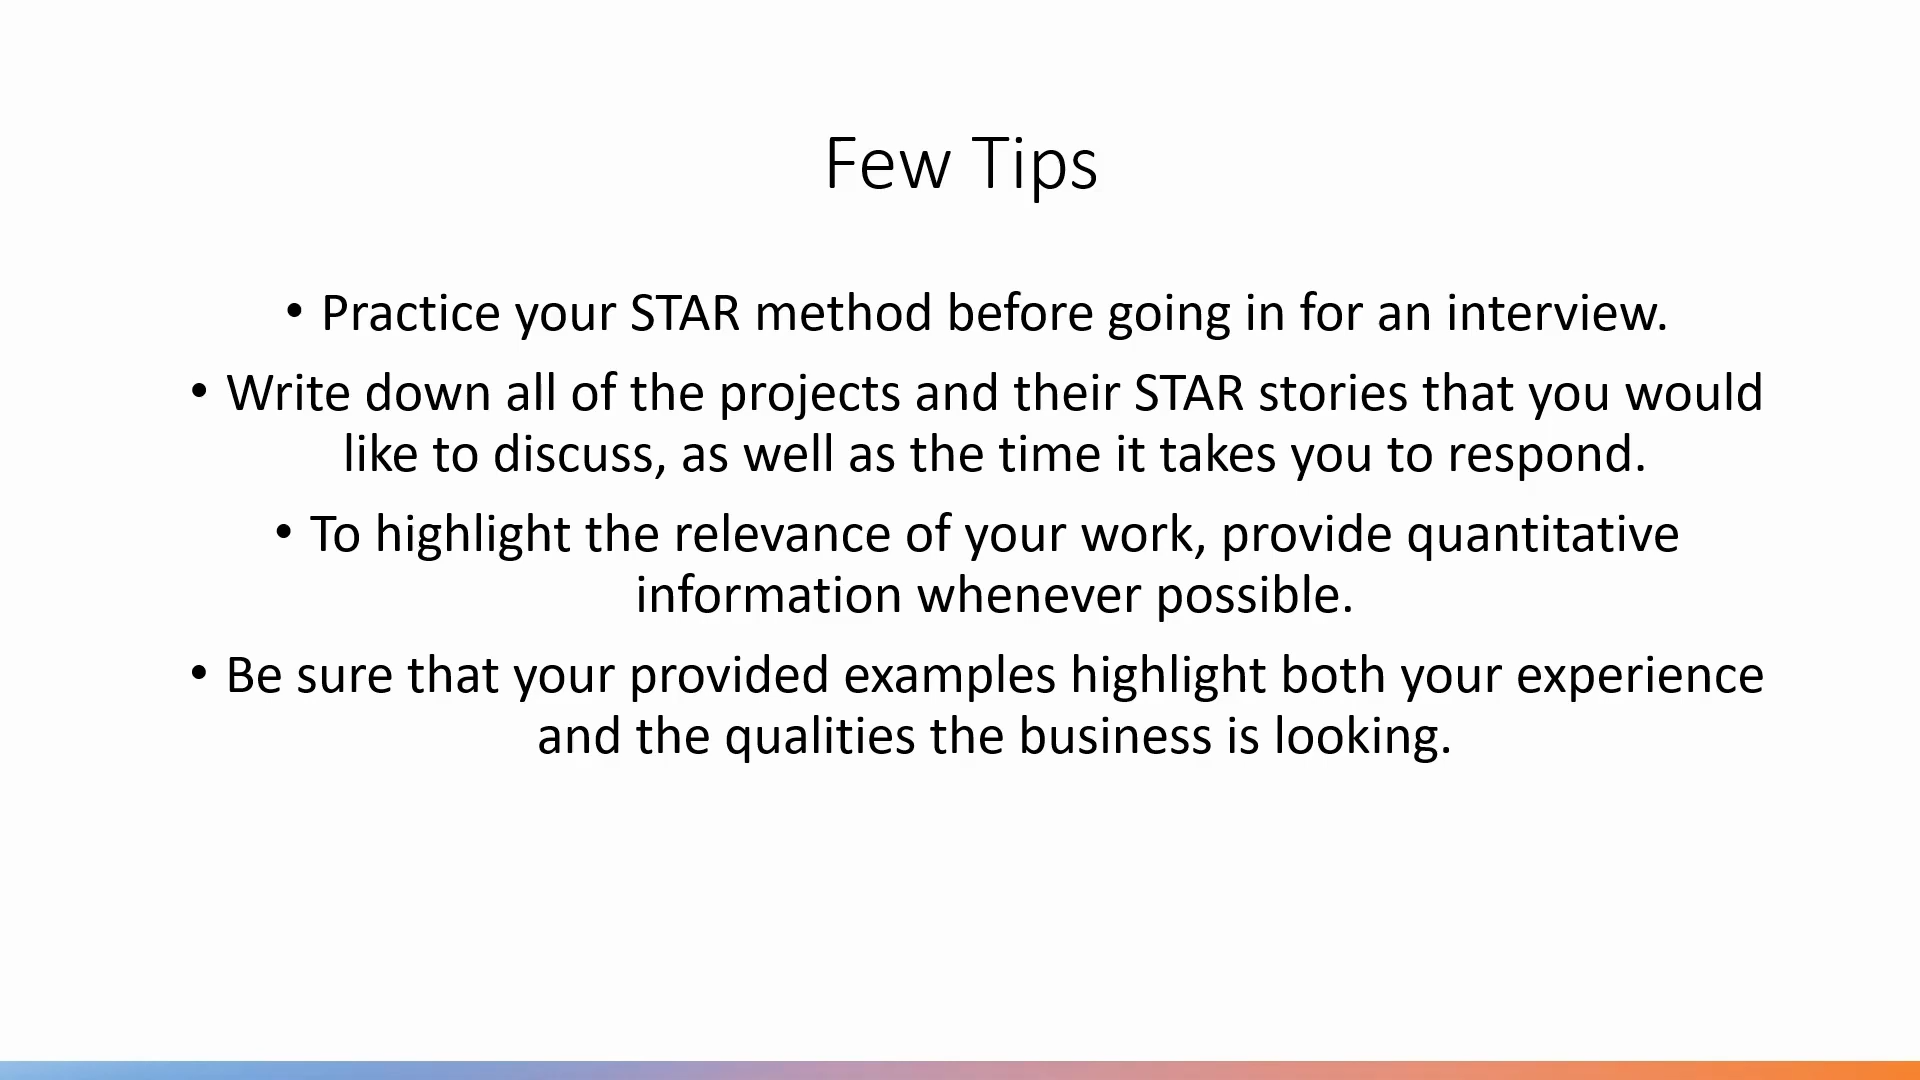 Few Tips
• Practice your STAR method before going in for an interview.
• Write down all of the projects and their STAR stories that you would
like to discuss, as well as the time it takes you to respond.
• To highlight the relevance of your work, provide quantitative
information whenever possible.
• Be sure that your provided examples highlight both your experience
and the qualities the business is looking.